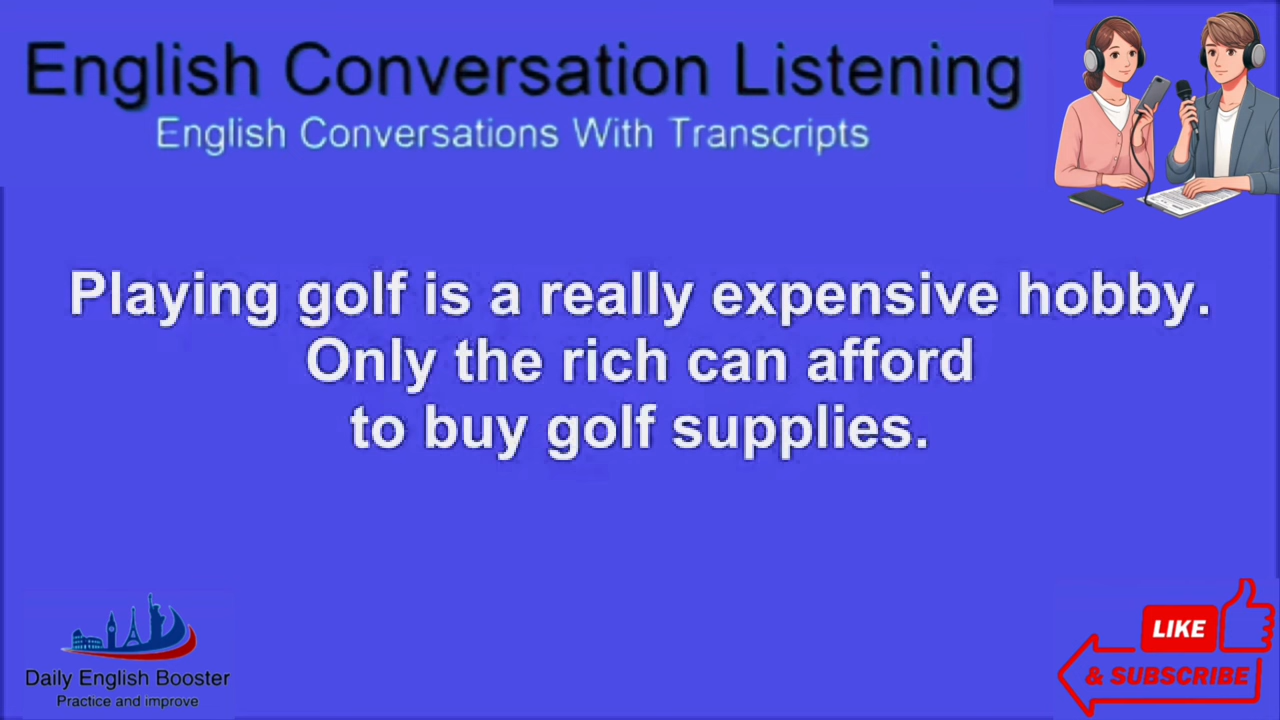 English Conversation Listening
English Conversations With Transcripts
Playing golf is a really expensive hobby.
Only the rich can afford
to buy golf supplies.
Daily English Booster
Practice and improve
LIKE
& SUBSCRIBE